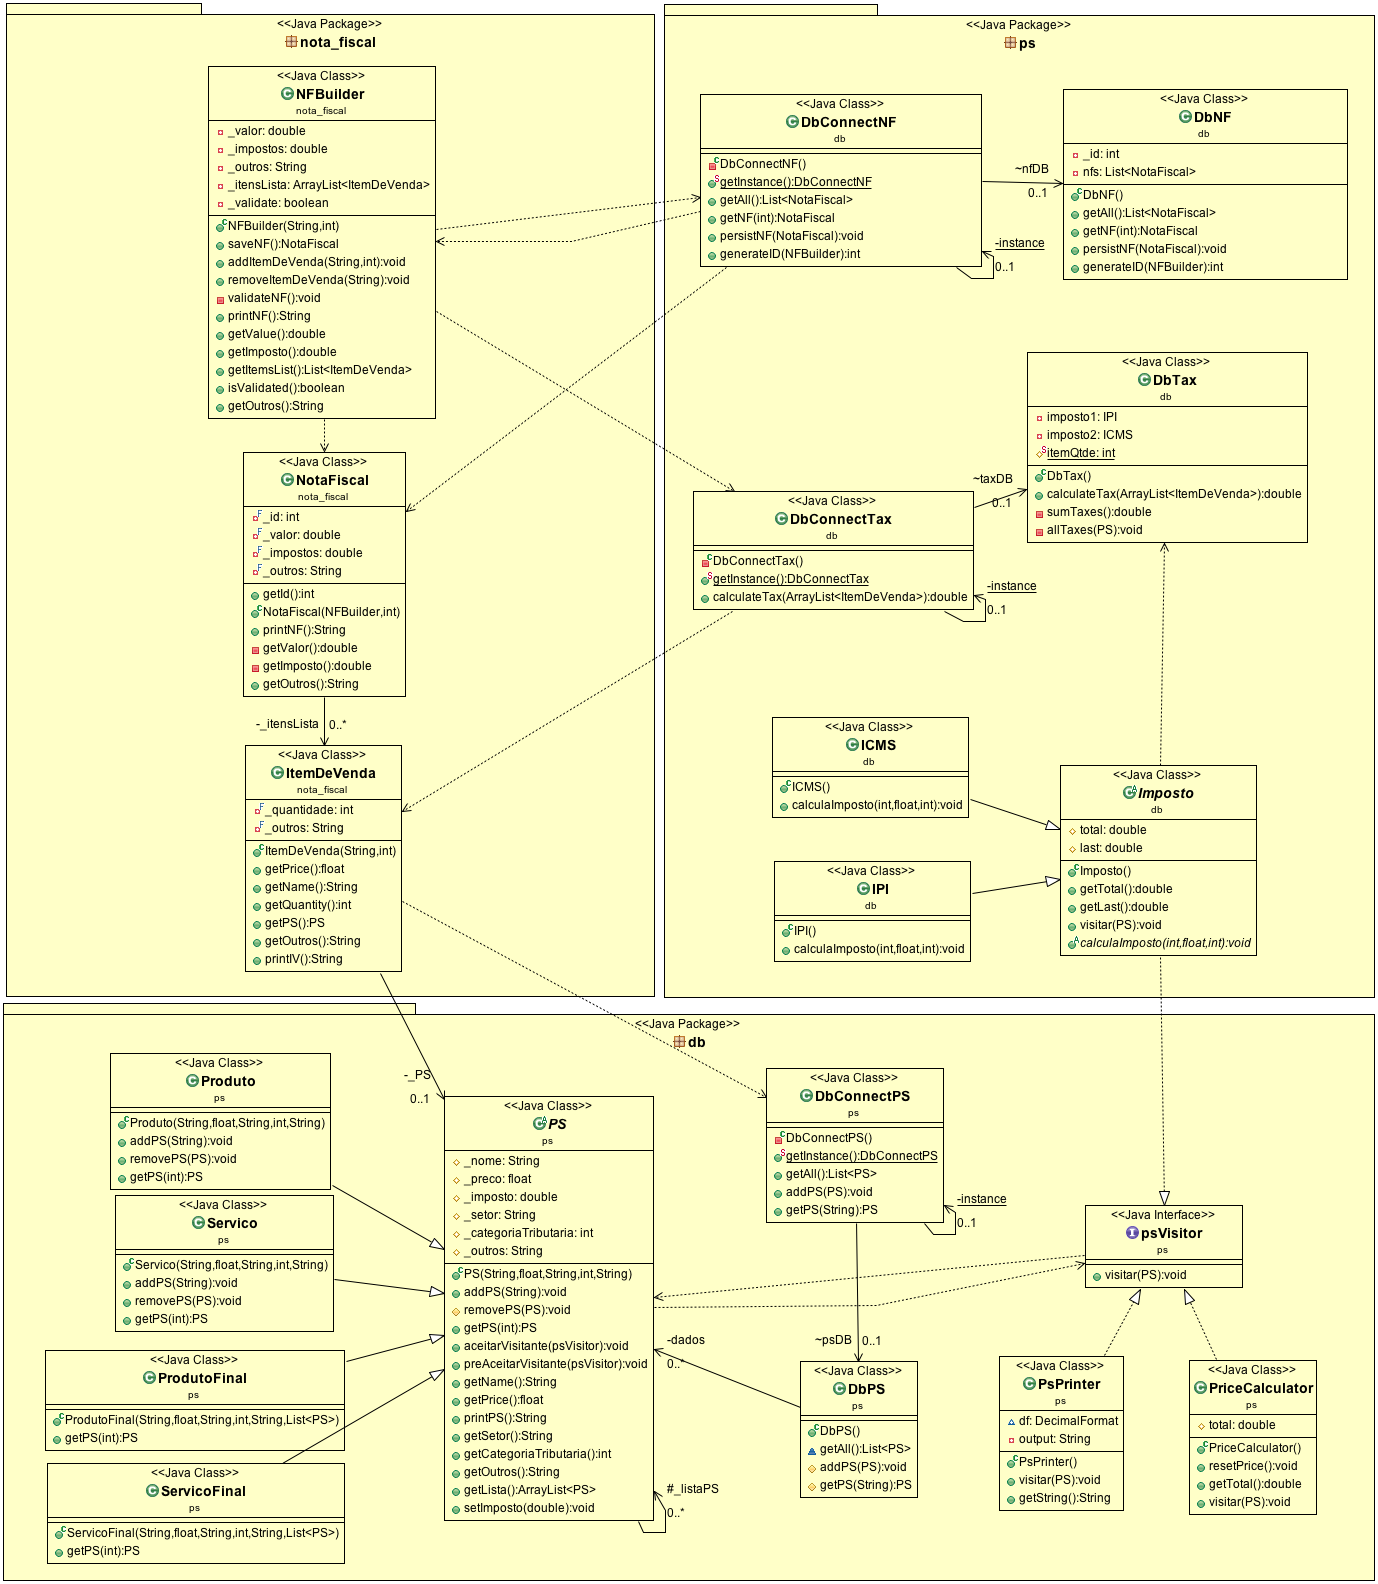 <<Java Package>>
nota_fiscal
<<Java Class>>
NFBuilder
nota_fiscal
_valor: double
_impostos: double
_outros: String
_itensLista: ArrayList<ItemDeVenda>
_validate: boolean
NFBuilder(String,int)
saveNF():NotaFiscal
addItemDeVenda(String,int):void
removeItemDeVenda(String):void
validateNF():void
printNF():String
getValue():double
getImposto():double
getItemsList():List<ItemDeVenda>
isValidated():boolean
getOutros():String
<<Java Class>>
NotaFiscal
nota_fiscal
_id: int
_valor: double
_impostos: double
_outros: String
getId():int
NotaFiscal(NFBuilder,int)
printNF():String
getValor():double
getImposto():double
getOutros():String
-_itensLista
0..*
<<Java Class>>
ItemDeVenda
nota_fiscal
_quantidade: int
_outros: String
ItemDeVenda(String,int)
getPrice():float
getName():String
getQuantity():int
getPS():PS
getOutros():String
printIV():String
<<Java Package>>
ps
<<Java Class>>
DbConnectNF
db
DbConnectNF()
getInstance():DbConnectNF
getAll():List<NotaFiscal>
getNF(int):NotaFiscal
persistNF(NotaFiscal):void
generateID(NFBuilder):int
-instance
0..1
~nfDB
0..1
<<Java Class>>
DbNF
db
_id: int
nfs: List<NotaFiscal>
DbNF()
getAll():List<NotaFiscal>
getNF(int):NotaFiscal
persistNF(NotaFiscal):void
generateID(NFBuilder):int
<<Java Class>>
DbTax
db
imposto1: IPI
imposto2: ICMS
itemQtde: int
DbTax()
calculateTax(ArrayList<ItemDeVenda>):double
sumTaxes():double
allTaxes(PS):void
~taxDB
0..1
<<Java Class>>
DbConnectTax
db
DbConnectTax()
getInstance():DbConnectTax
calculateTax(ArrayList<ItemDeVenda>):double
-instance
0..1
<<Java Class>>
ICMS
db
ICMS()
calculaImposto(int,float,int):void
<<Java Class>>
IPI
db
IPI()
calculaImposto(int,float,int):void
<<Java Class>>
Imposto
db
total: double
last: double
Imposto()
getTotal():double
getLast():double
visitar(PS):void
calculaImposto(int,float,int):void
<<Java Package>>
db
<<Java Class>>
Produto
ps
Produto(String,float,String,int,String)
addPS(String):void
removePS(PS):void
getPS(int):PS
<<Java Class>>
Servico
ps
Servico(String,float,String,int,String)
addPS(String):void
removePS(PS):void
getPS(int):PS
<<Java Class>>
ProdutoFinal
ps
ProdutoFinal(String,float,String,int,String,List<PS>)
getPS(int):PS
<<Java Class>>
ServicoFinal
ps
ServicoFinal(String,float,String,int,String,List<PS>)
getPS(int):PS
-_PS
0..1
<<Java Class>>
PS
ps
_nome: String
_preco: float
_imposto: double
_setor: String
_categoriaTributaria: int
_outros: String
PS(String,float,String,int,String)
addPS(String):void
removePS(PS):void
getPS(int):PS
aceitarVisitante(psVisitor):void
preAceitarVisitante(psVisitor):void
getName():String
getPrice():float
printPS():String
getSetor():String
getCategoriaTributaria():int
getOutros():String
getLista():ArrayList<PS>
setImposto(double):void
#_listaPS
0..*
<<Java Class>>
DbConnectPS
ps
DbConnectPS()
getInstance():DbConnectPS
getAll():List<PS>
addPS(PS):void
getPS(String):PS
-instance
0..1
~psDB
0..1
-dados
0..*
<<Java Class>>
DbPS
ps
DbPS()
getAll():List<PS>
addPS(PS):void
getPS(String):PS
<<Java Interface>>
psVisitor
ps
visitar(PS):void
<<Java Class>>
PsPrinter
ps
df: DecimalFormat
output: String
PsPrinter()
visitar(PS):void
getString():String
<<Java Class>>
PriceCalculator
ps
total: double
PriceCalculator()
resetPrice():void
getTotal():double
visitar(PS):void